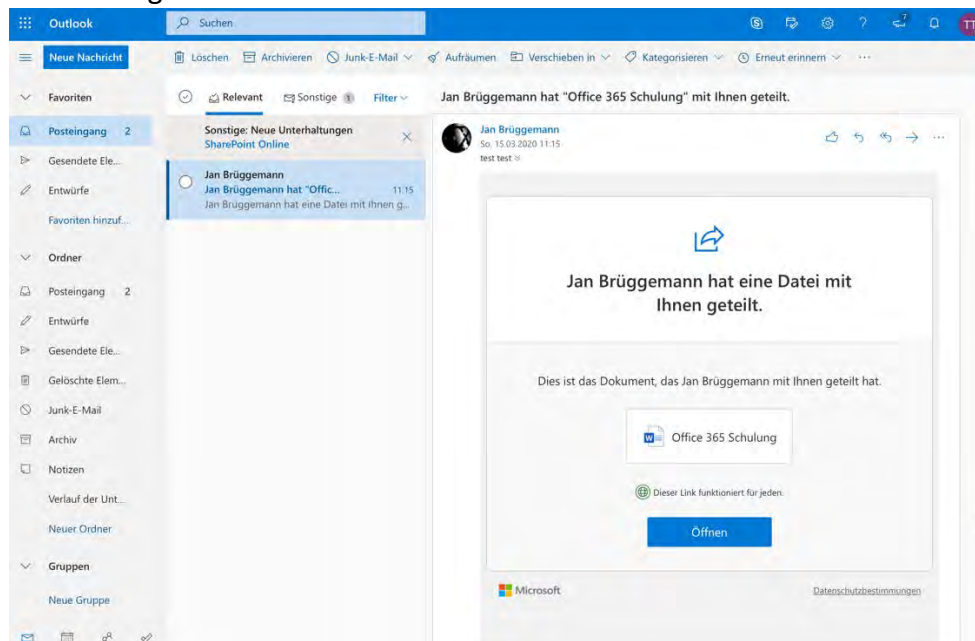 Outlook
Suchen
7
TT
Neue Nachricht
Löschen
Archivieren
Junk-E-Mail
Aufräumen
Verschieben in
Kategorisieren
Erneut erinnern
...
Favoriten
Posteingang 2
Gesendete Ele...
Entwürfe
Favoriten hinzuf...
Ordner
Posteingang 2
Entwürfe
Gesendete Ele...
Gelöschte Elem...
Junk-E-Mail
Archiv
Notizen
Verlauf der Unt...
Neuer Ordner
Gruppen
Neue Gruppe
Relevant
Sonstige 1
Filter
Sonstige: Neue Unterhaltungen
SharePoint Online
Jan Brüggemann
Jan Brüggemann hat "Offic... 11:15
Jan Brüggemann hat eine Datei mit Ihnen g...
Jan Brüggemann hat "Office 365 Schulung" mit Ihnen geteilt.
Jan Brüggemann
So. 15.03.2020 11:15
test test
Jan Brüggemann hat eine Datei mit
Ihnen geteilt.
Dies ist das Dokument, das Jan Brüggemann mit Ihnen geteilt hat.
Office 365 Schulung
Dieser Link funktioniert für jeden.
Öffnen
Microsoft
Datenschutzbestimmungen